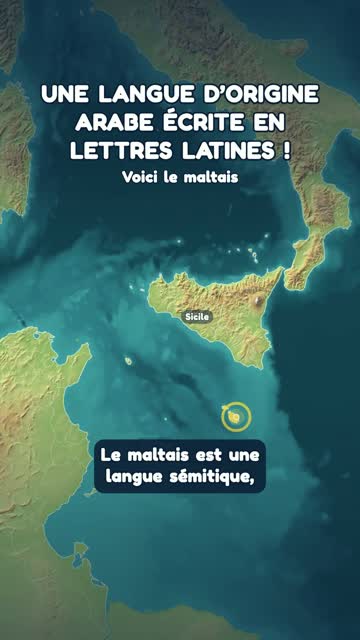 UNE LANGUE D'ORIGINE
ARABE ÉCRITE EN
LETTRES LATINES !
Voici le maltais
Sicile
Le maltais est une
langue sémitique,